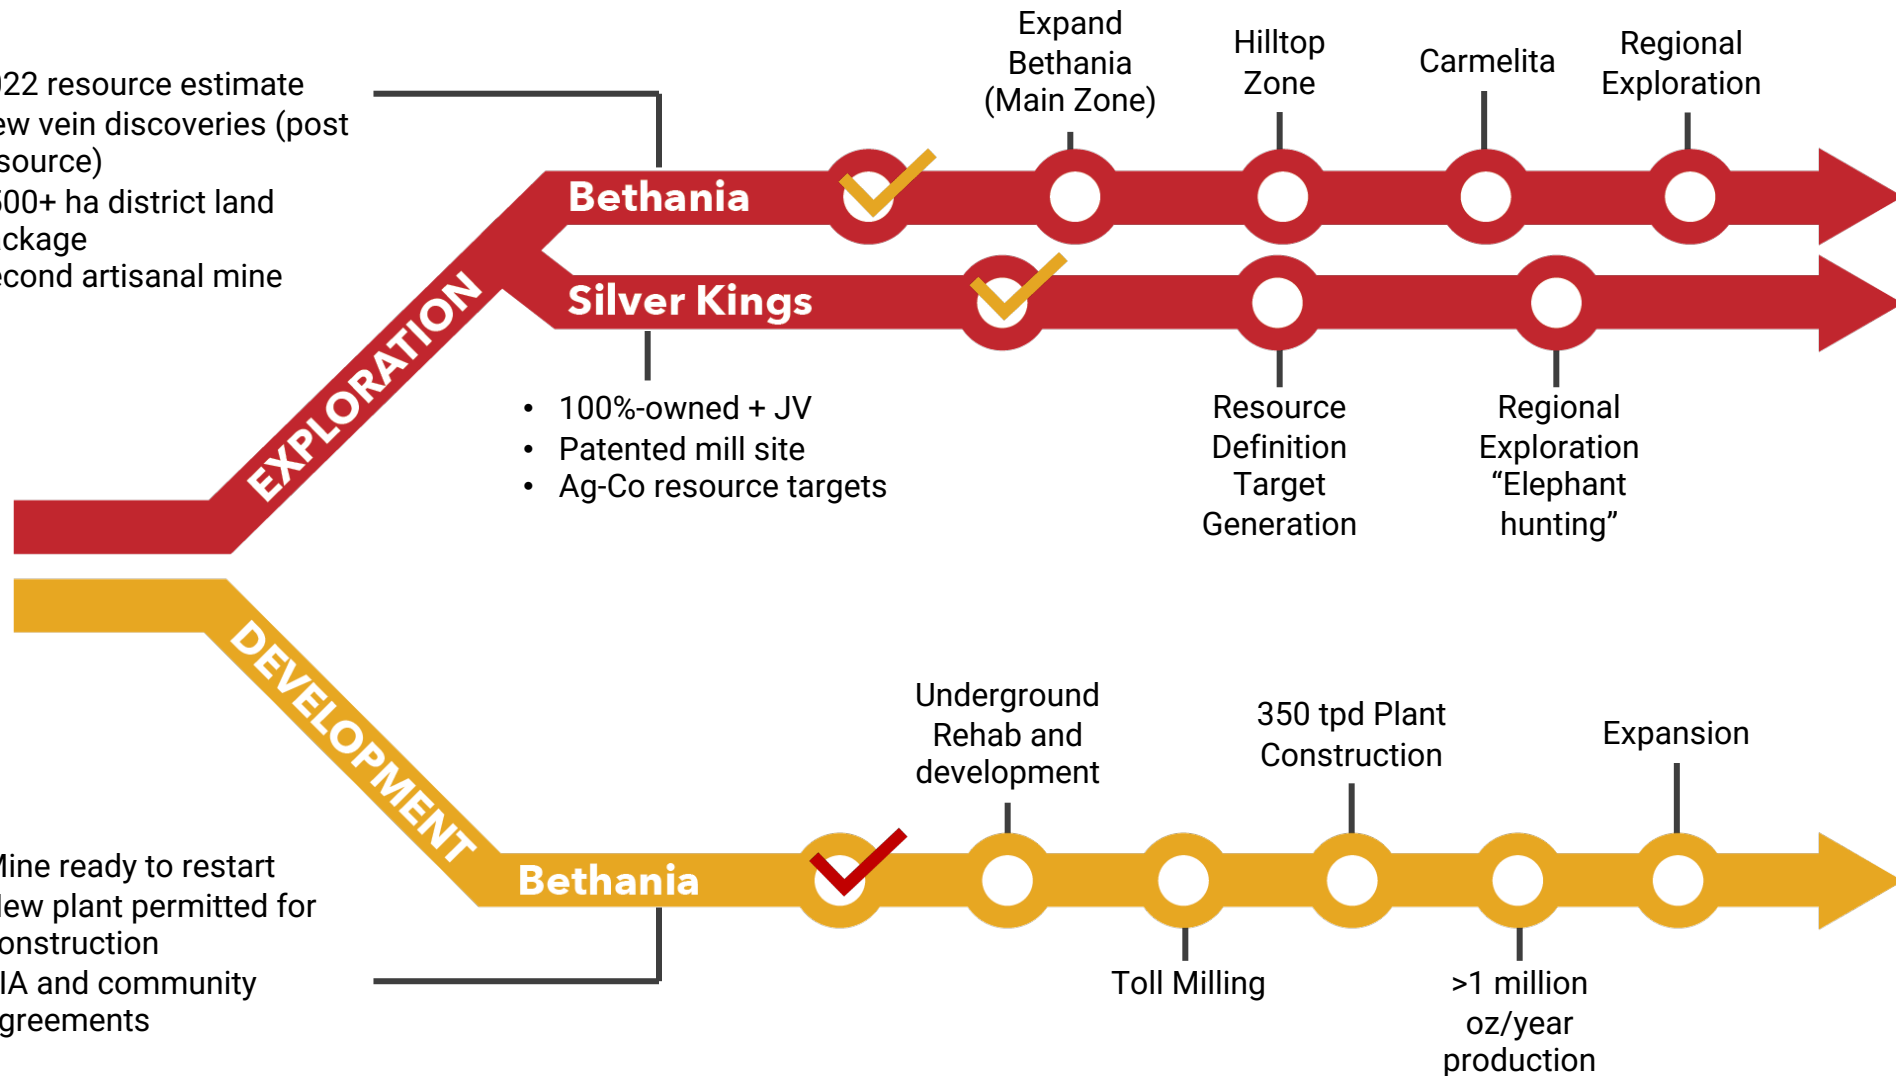 Expand
Bethania
(Main Zone)
Hilltop
Zone
Carmelita
Regional
Exploration
022 resource estimate
ew vein discoveries (post
source)
500+ ha district land
ckage
econd artisanal mine
Bethania
Silver Kings
EXPLORATION
• 100%-owned + JV
• Patented mill site
• Ag-Co resource targets
Resource
Definition
Target
Generation
Regional
Exploration
“Elephant
hunting”
DEVELOPMENT
Underground
Rehab and
development
350 tpd Plant
Construction
Expansion
Mine ready to restart
New plant permitted for
onstruction
IA and community
greements
Bethania
Toll Milling
>1 million
oz/year
production